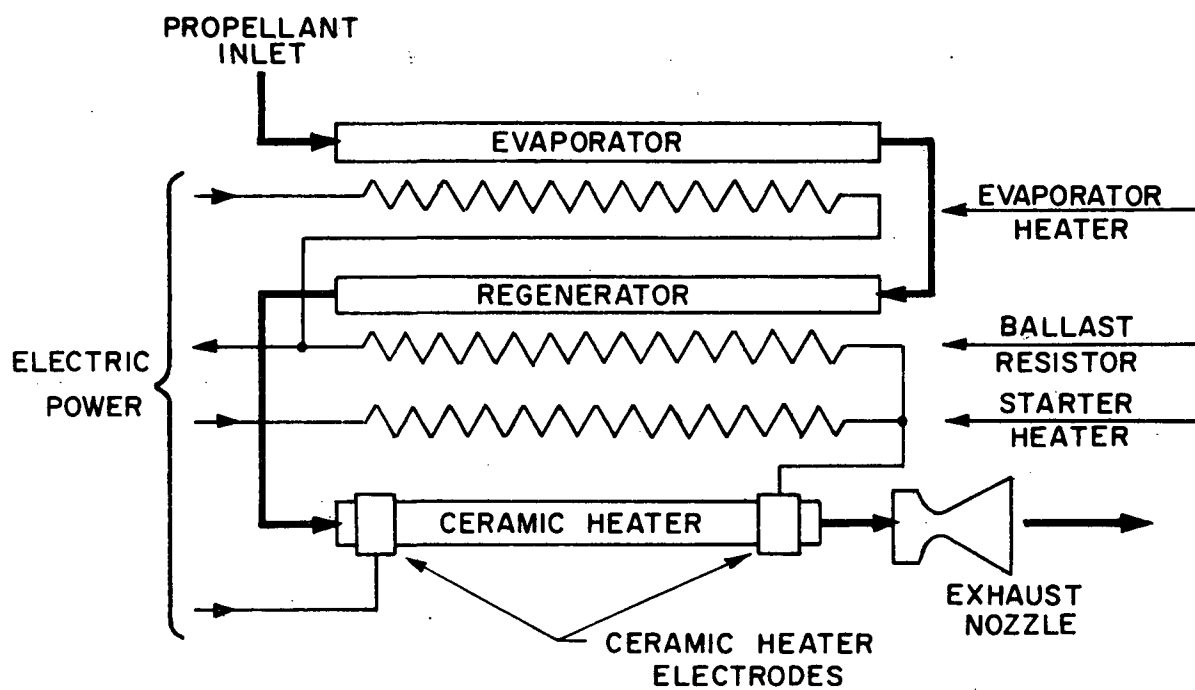 PROPELLANT
INLET
EVAPORATOR
EVAPORATOR
HEATER
REGENERATOR
BALLAST
RESISTOR
ELECTRIC
POWER
STARTER
HEATER
CERAMIC HEATER
EXHAUST
NOZZLE
CERAMIC HEATER
ELECTRODES